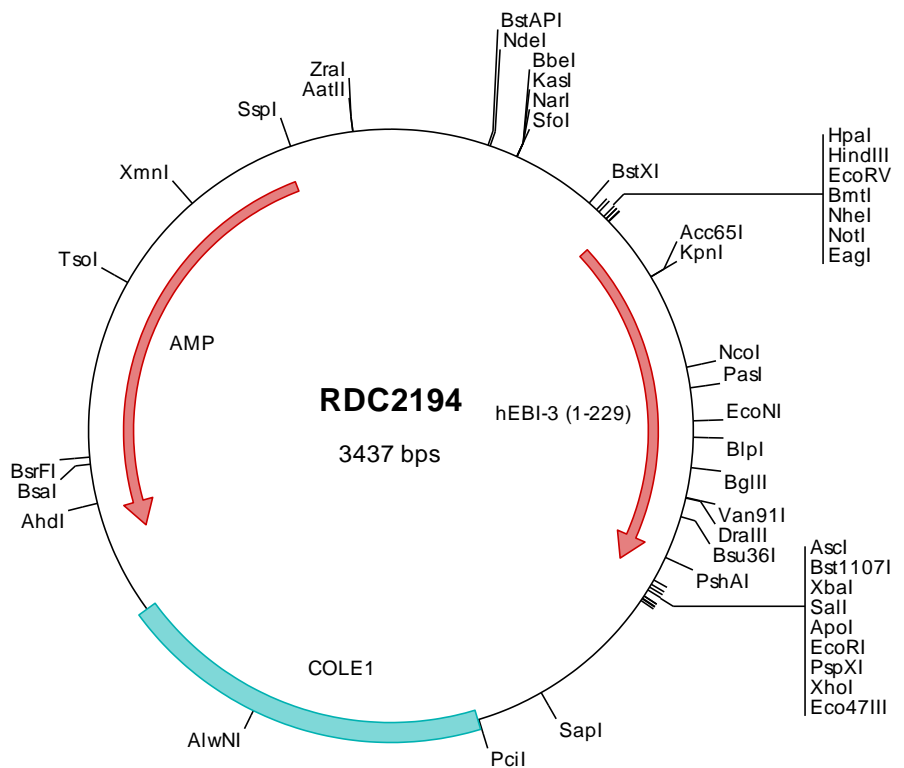 BstAPI
NdeI
BbeI
KasI
NarI
SfoI
ZraI
AatII
SspI
XmnI
BstXI
HpaI
HindIII
EcoRV
BmtI
NheI
NotI
EagI
Acc65I
KpnI
TsoI
AMP
NcoI
PasI
RDC2194
hEBI-3 (1-229)
EcoNI
3437 bps
BlpI
BsrFI
BsaI
BglII
AhdI
Van91I
DraIII
Bsu36I
PshAI
AscI
Bst1107I
XbaI
SalI
ApoI
EcoRI
PspXI
XhoI
Eco47III
COLE1
SapI
AlwNI
PciI